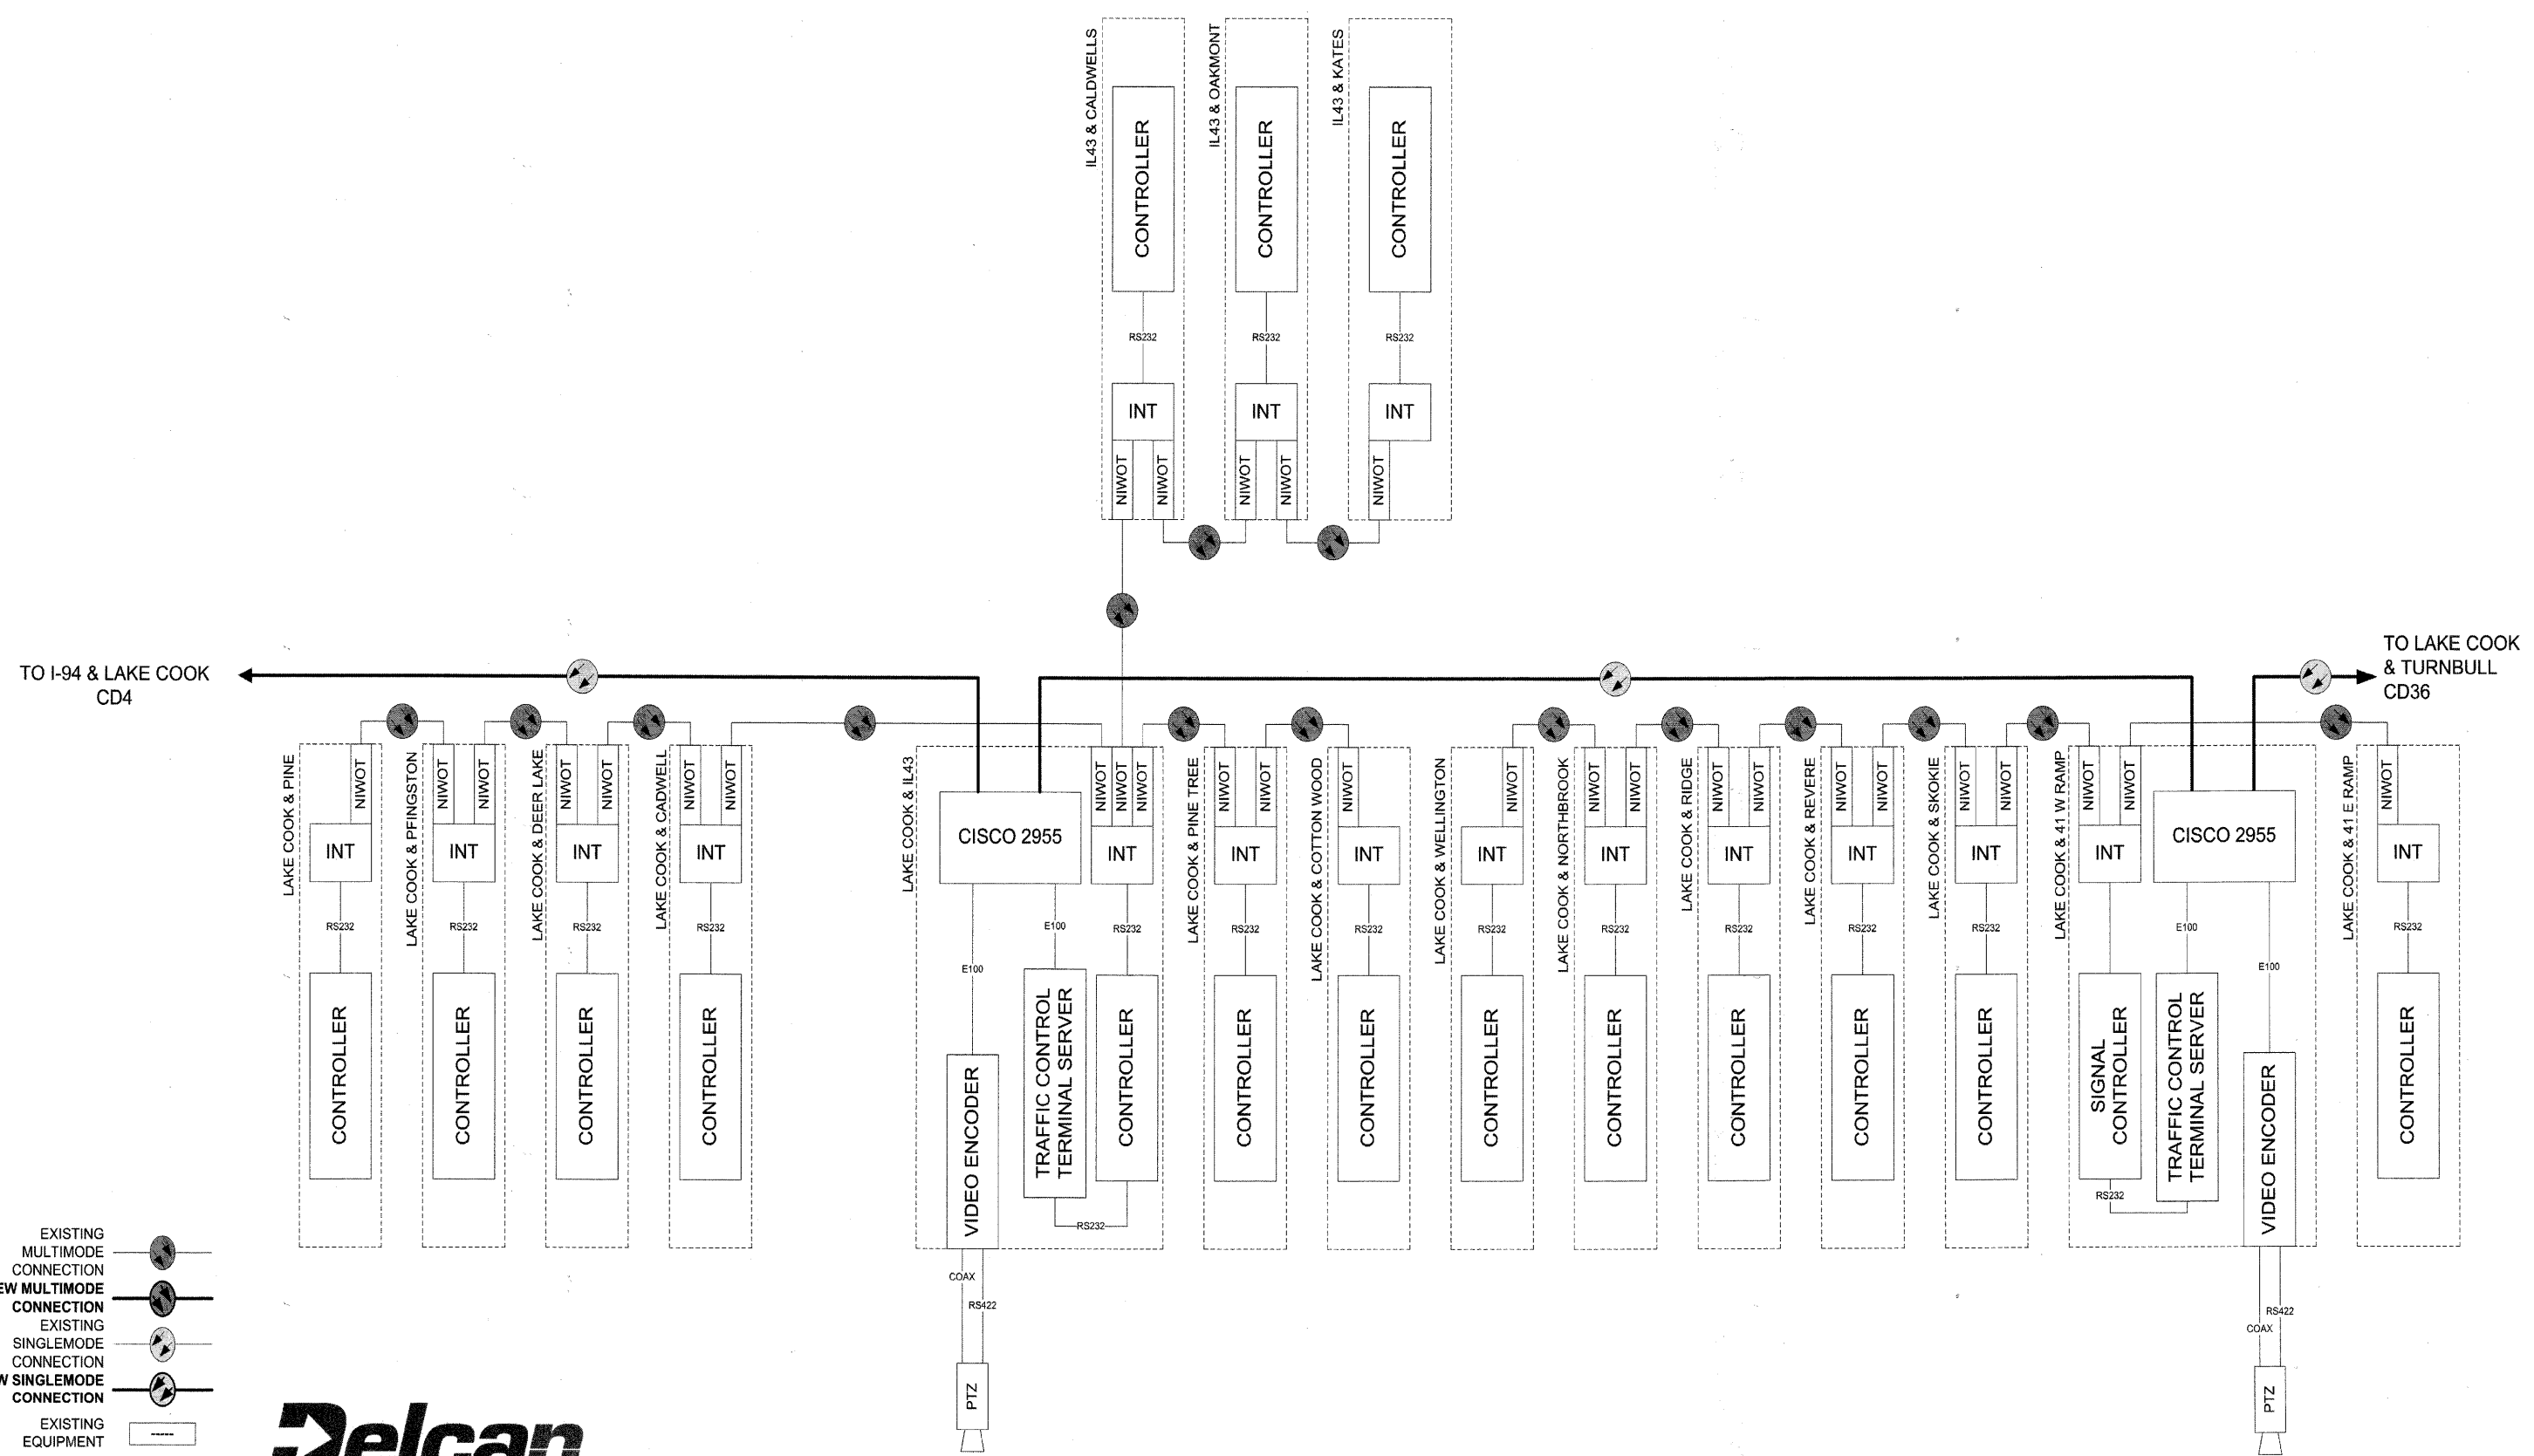 IL43 & CALDWELLS
IL43 & OAKMONT
IL43 & KATES
CONTROLLER
CONTROLLER
CONTROLLER
RS232
RS232
RS232
INT
INT
INT
NIWOT
NIWOT
NIWOT
NIWOT
NIWOT
TO I-94 & LAKE COOK
CD4
TO LAKE COOK
& TURNBULL
CD36
LAKE COOK & PINE
NIWOT
INT
RS232
CONTROLLER
LAKE COOK & PFINGSTON
NIWOT
NIWOT
INT
RS232
CONTROLLER
LAKE COOK & DEER LAKE
NIWOT
NIWOT
INT
RS232
CONTROLLER
LAKE COOK & CADWELL
NIWOT
NIWOT
INT
RS232
CONTROLLER
LAKE COOK & IL43
CISCO 2955
NIWOT
NIWOT
NIWOT
INT
E100
E100
RS232
VIDEO ENCODER
TRAFFIC CONTROL
TERMINAL SERVER
CONTROLLER
RS232
COAX
RS422
PTZ
LAKE COOK & PINE TREE
NIWOT
NIWOT
INT
RS232
CONTROLLER
LAKE COOK & COTTON WOOD
NIWOT
INT
RS232
CONTROLLER
LAKE COOK & WELLINGTON
NIWOT
INT
RS232
CONTROLLER
LAKE COOK & NORTHBROOK
NIWOT
NIWOT
INT
RS232
CONTROLLER
LAKE COOK & RIDGE
NIWOT
NIWOT
INT
RS232
CONTROLLER
LAKE COOK & REVERE
NIWOT
NIWOT
INT
RS232
CONTROLLER
LAKE COOK & SKOKIE
NIWOT
NIWOT
INT
RS232
CONTROLLER
LAKE COOK & 41 W RAMP
NIWOT
NIWOT
INT
CISCO 2955
E100
E100
SIGNAL
CONTROLLER
TRAFFIC CONTROL
TERMINAL SERVER
VIDEO ENCODER
RS232
RS422
COAX
PTZ
LAKE COOK & 41 E RAMP
NIWOT
INT
RS232
CONTROLLER
EXISTING
MULTIMODE
CONNECTION
EW MULTIMODE
CONNECTION
EXISTING
SINGLEMODE
CONNECTION
W SINGLEMODE
CONNECTION
EXISTING
EQUIPMENT
-----
Delcan